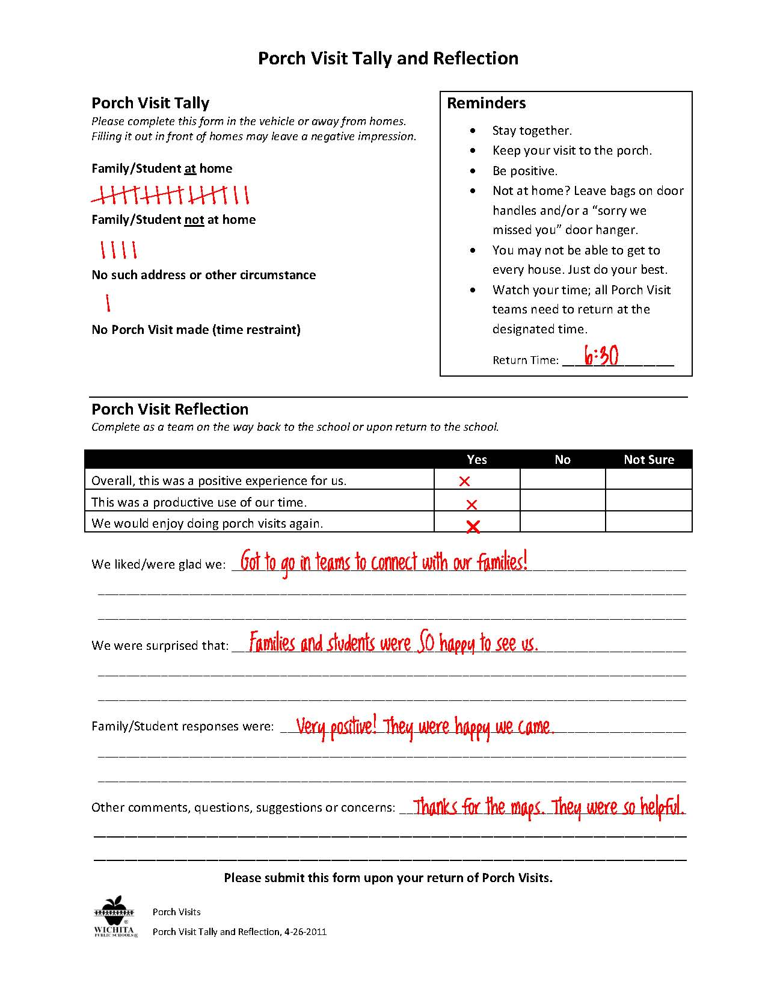 Porch Visit Tally and Reflection
Porch Visit Tally
Please complete this form in the vehicle or away from homes.
Filling it out in front of homes may leave a negative impression.
Family/Student at home
Family/Student not at home
No such address or other circumstance
No Porch Visit made (time restraint)
Reminders
• Stay together.
• Keep your visit to the porch.
• Be positive.
• Not at home? Leave bags on door
handles and/or a “sorry we
missed you” door hanger.
• You may not be able to get to
every house. Just do your best.
• Watch your time; all Porch Visit
teams need to return at the
designated time.
Return Time: 6:30
Porch Visit Reflection
Complete as a team on the way back to the school or upon return to the school.
Yes No Not Sure
Overall, this was a positive experience for us. X
This was a productive use of our time. X
We would enjoy doing porch visits again. X
We liked/were glad we: Got to go in teams to connect with our families!
We were surprised that: Families and students were SO happy to see us.
Family/Student responses were: Very positive! They were happy we came.
Other comments, questions, suggestions or concerns: Thanks for the maps. They were so helpful.
Please submit this form upon your return of Porch Visits.
WICHITA
PUBLIC SCHOOLS®
Porch Visits
Porch Visit Tally and Reflection, 4-26-2011